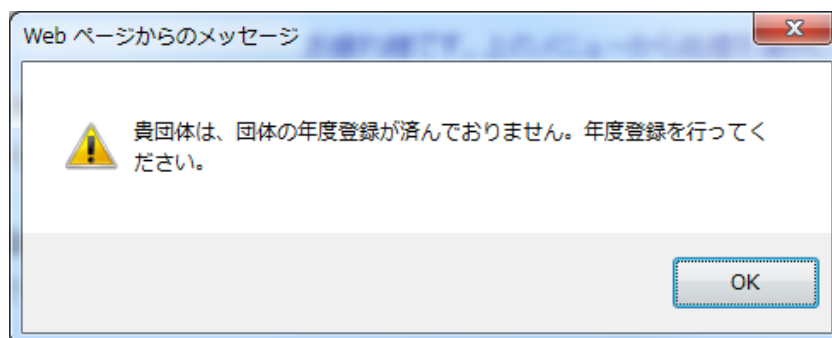 Web ページからのメッセージ
貴団体は、団体の年度登録が済んでおりません。年度登録を行ってく
ださい。
OK